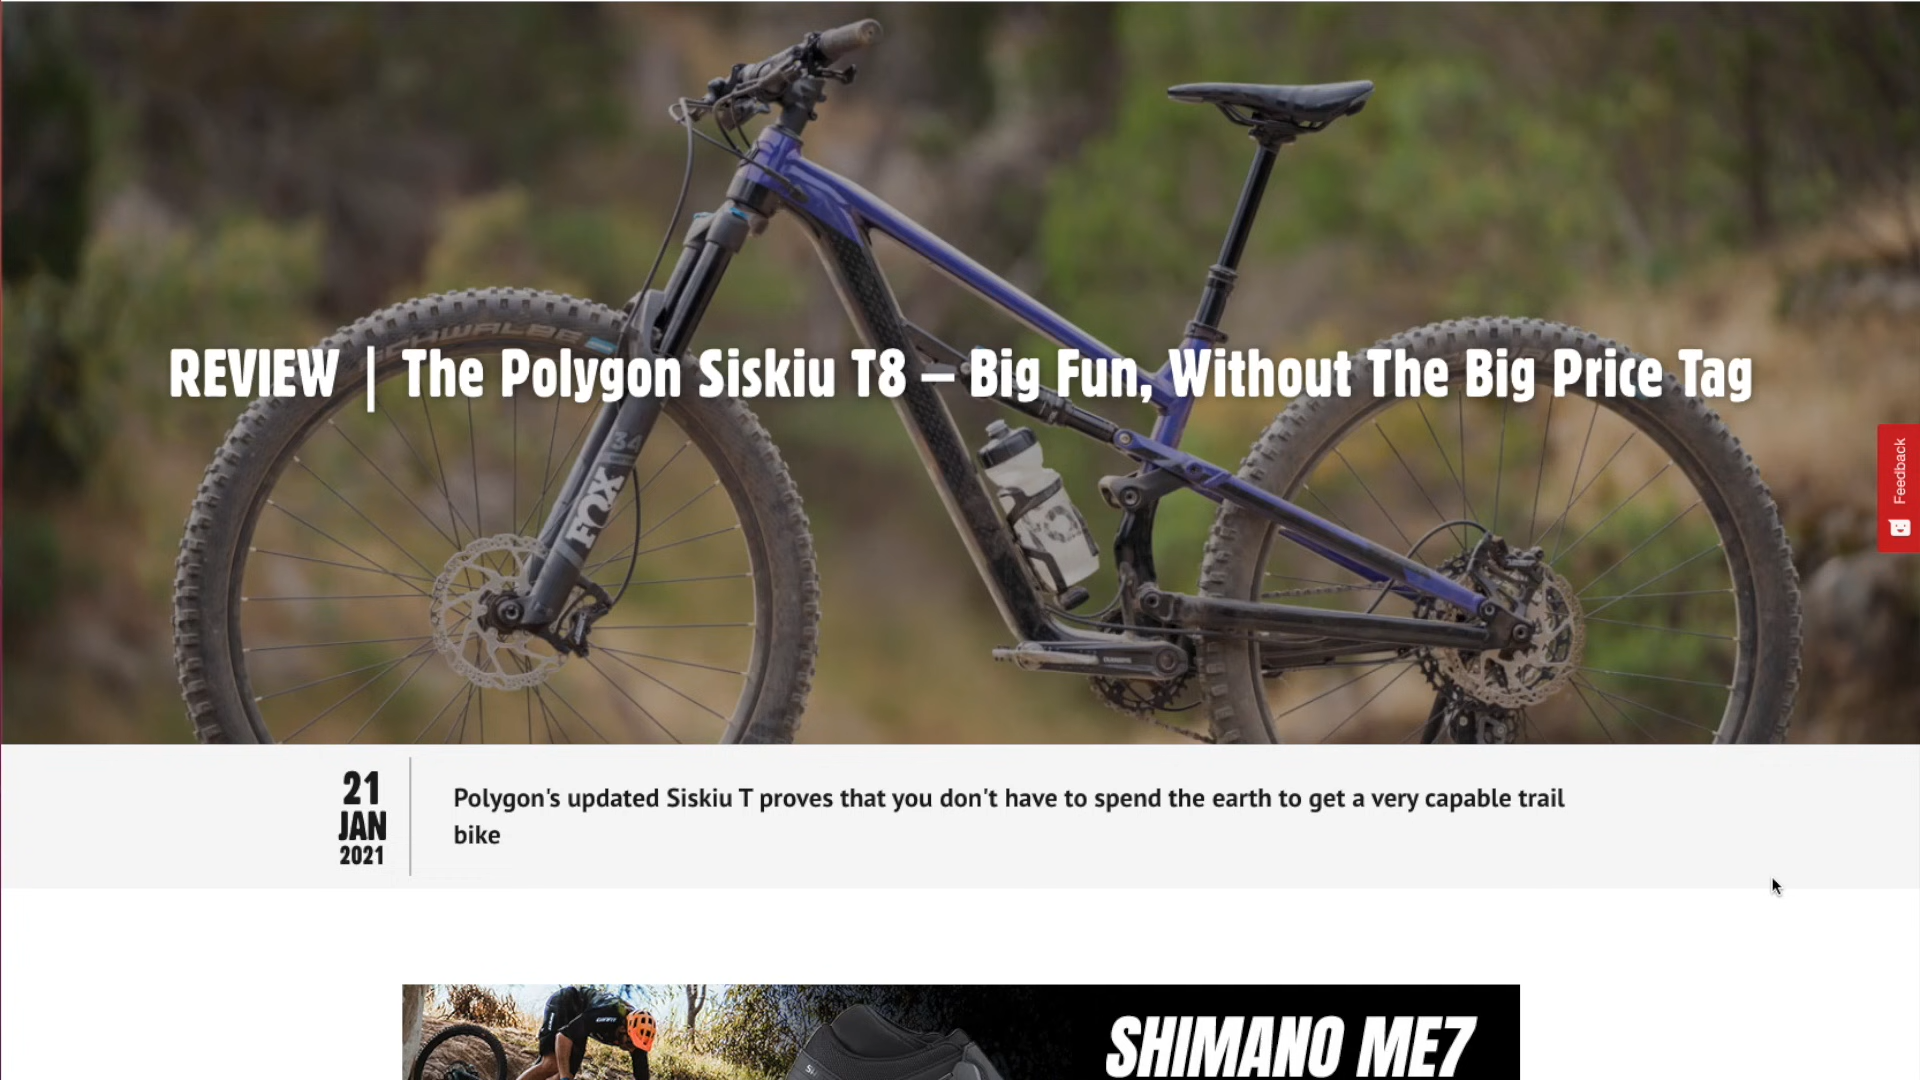 REVIEW | The Polygon Siskiu T8 – Big Fun, Without The Big Price Tag
SCHWALBE
34
FOX
SHIMANO
Feedback
21
JAN
2021
Polygon's updated Siskiu T proves that you don't have to spend the earth to get a very capable trail
bike
SHIMANO ME7